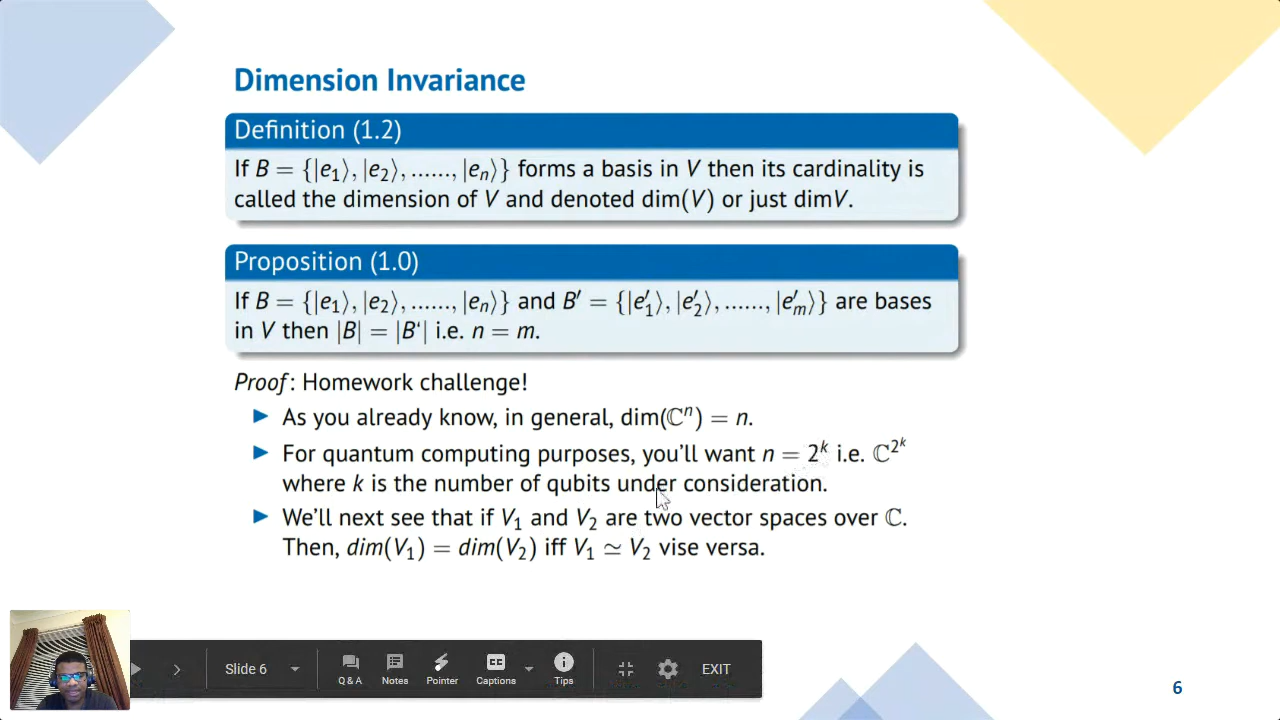 Dimension Invariance
Definition (1.2)
If B = {|e₁⟩, |e₂⟩, ......, |eₙ⟩} forms a basis in V then its cardinality is
called the dimension of V and denoted dim(V) or just dimV.
Proposition (1.0)
If B = {|e₁⟩, |e₂⟩, ......, |eₙ⟩} and B′ = {|e′₁⟩, |e′₂⟩, ......, |e′ₘ⟩} are bases
in V then |B| = |B‘| i.e. n = m.
Proof: Homework challenge!
▶ As you already know, in general, dim(ℂⁿ) = n.
▶ For quantum computing purposes, you’ll want n = 2ᵏ i.e. ℂ^{2^k}
where k is the number of qubits under consideration.
▶ We’ll next see that if V₁ and V₂ are two vector spaces over ℂ.
Then, dim(V₁) = dim(V₂) iff V₁ ≃ V₂ vise versa.
Slide 6
Q & A
Notes
Pointer
CC
Captions
Tips
EXIT
6